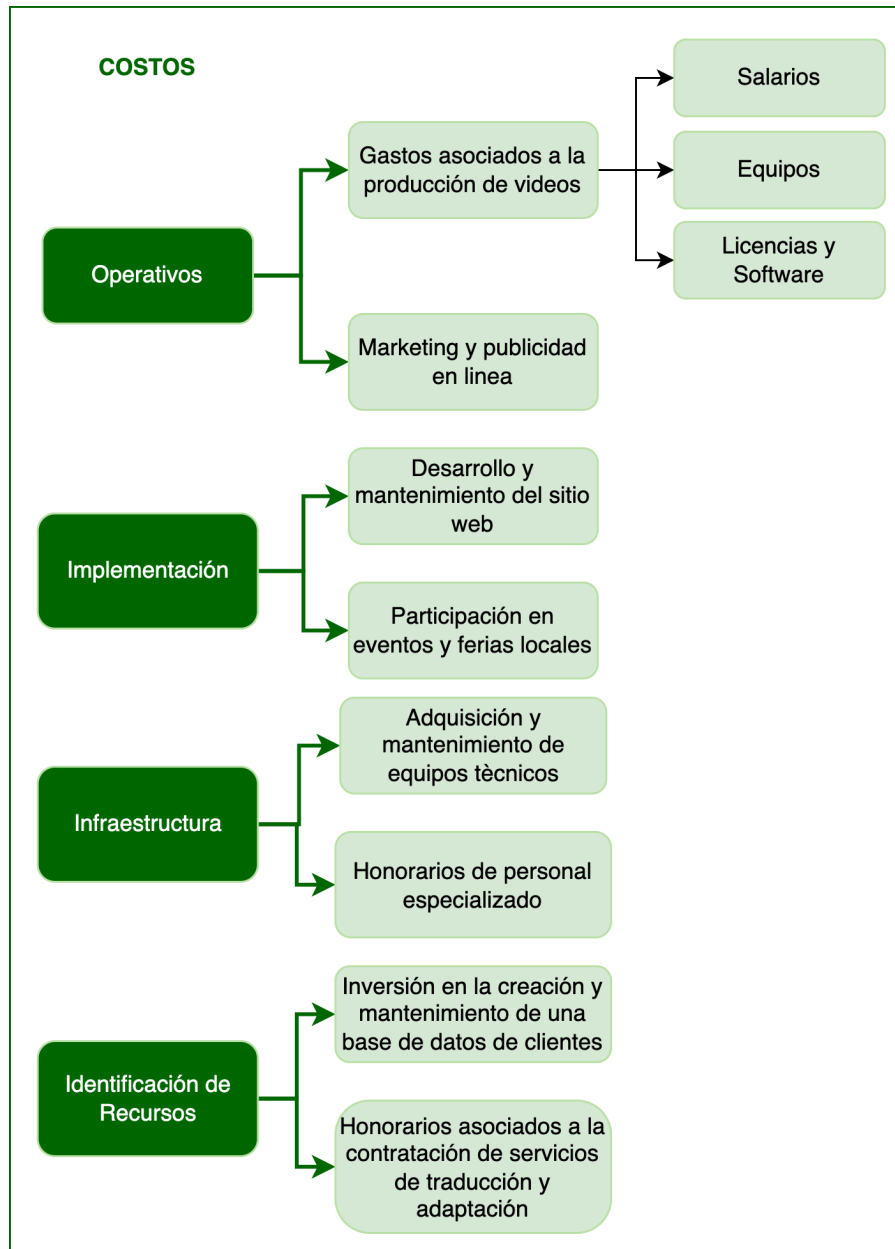 COSTOS
Operativos
Gastos asociados a la
producción de videos
Salarios
Equipos
Licencias y
Software
Marketing y publicidad
en linea
Implementación
Desarrollo y
mantenimiento del sitio
web
Participación en
eventos y ferias locales
Infraestructura
Adquisición y
mantenimiento de
equipos tècnicos
Honorarios de personal
especializado
Identificación de
Recursos
Inversión en la creación y
mantenimiento de una
base de datos de clientes
Honorarios asociados a la
contratación de servicios
de traducción y
adaptación